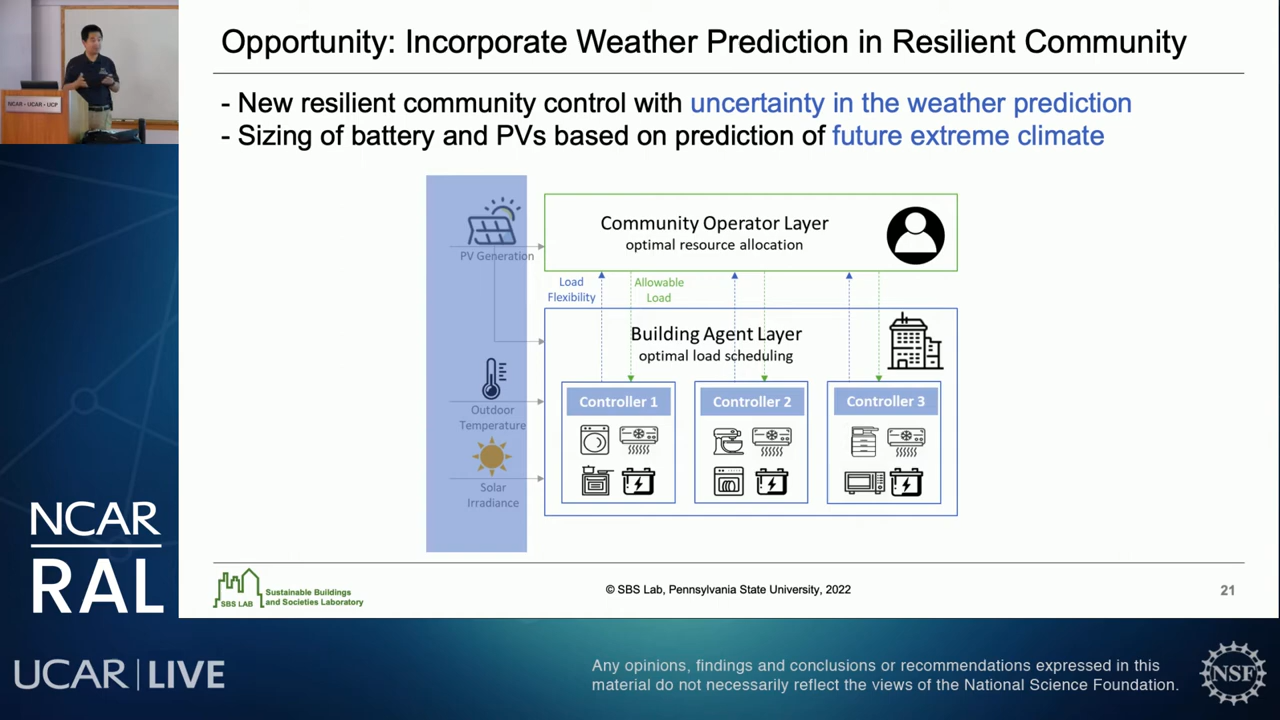 Opportunity: Incorporate Weather Prediction in Resilient Community
- New resilient community control with uncertainty in the weather prediction
- Sizing of battery and PVs based on prediction of future extreme climate
NCAR • UCAR • UCP
PV Generation
Community Operator Layer
optimal resource allocation
Load
Flexibility
Allowable
Load
Building Agent Layer
optimal load scheduling
Outdoor
Temperature
Solar
Irradiance
Controller 1
Controller 2
Controller 3
NCAR
RAL
SBS LAB
Sustainable Buildings
and Societies Laboratory
© SBS Lab, Pennsylvania State University, 2022
21
UCAR | LIVE
Any opinions, findings and conclusions or recommendations expressed in this
material do not necessarily reflect the views of the National Science Foundation.
NSF